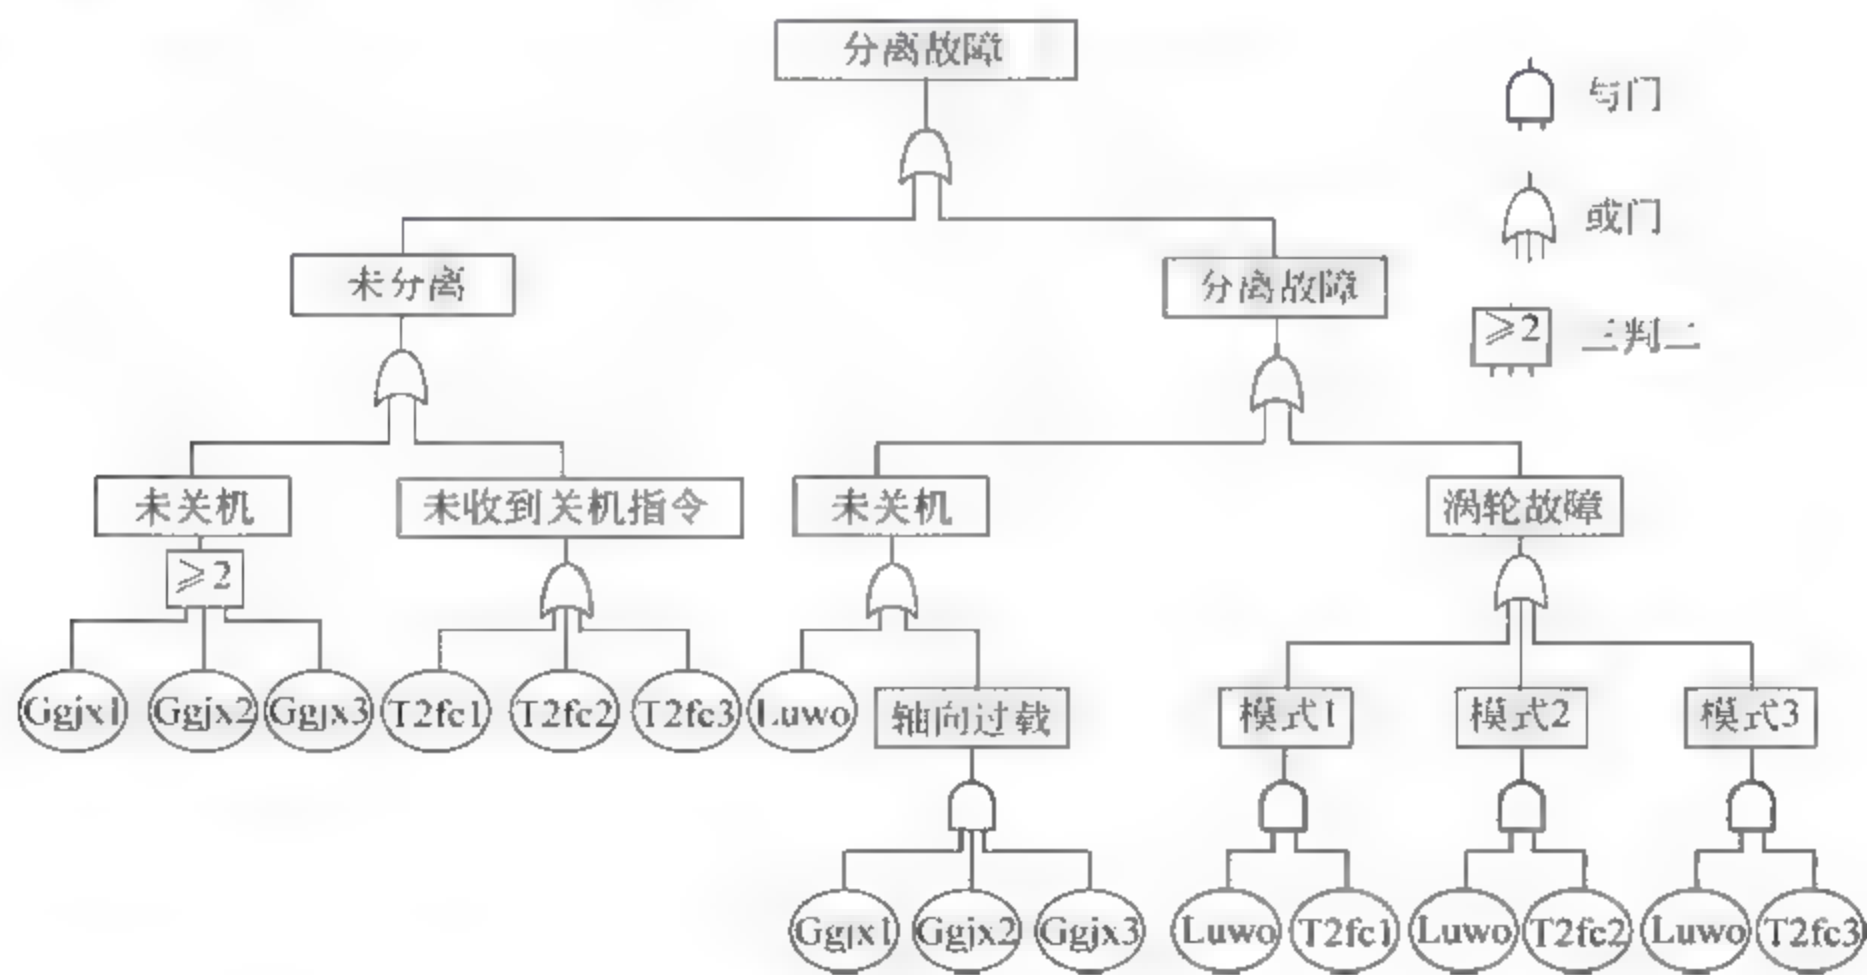 分离故障
与门
或门
≥2 三判二
未分离
分离故障
未关机
未收到关机指令
未关机
涡轮故障
≥2
Ggjx1
Ggjx2
Ggjx3
T2fc1
T2fc2
T2fc3
Luwo
轴向过载
模式1
模式2
模式3
Ggjx1
Ggjx2
Ggjx3
Luwo
T2fc1
Luwo
T2fc2
Luwo
T2fc3